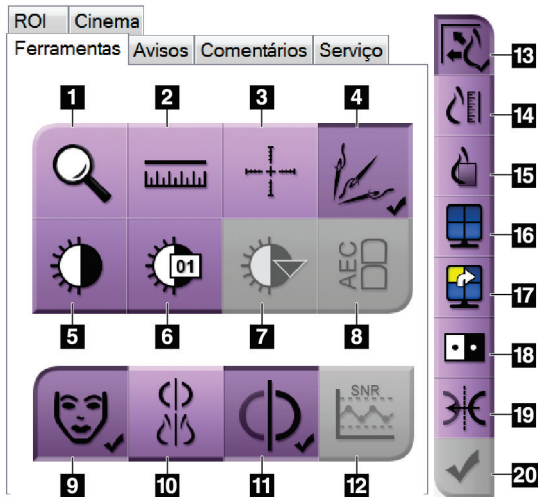 ROI Cinema
Ferramentas Avisos Comentários Serviço
1 2 3 4
01
AEC
5 6 7 8
SNR
9 10 11 12
13
14
15
16
17
18
19
20